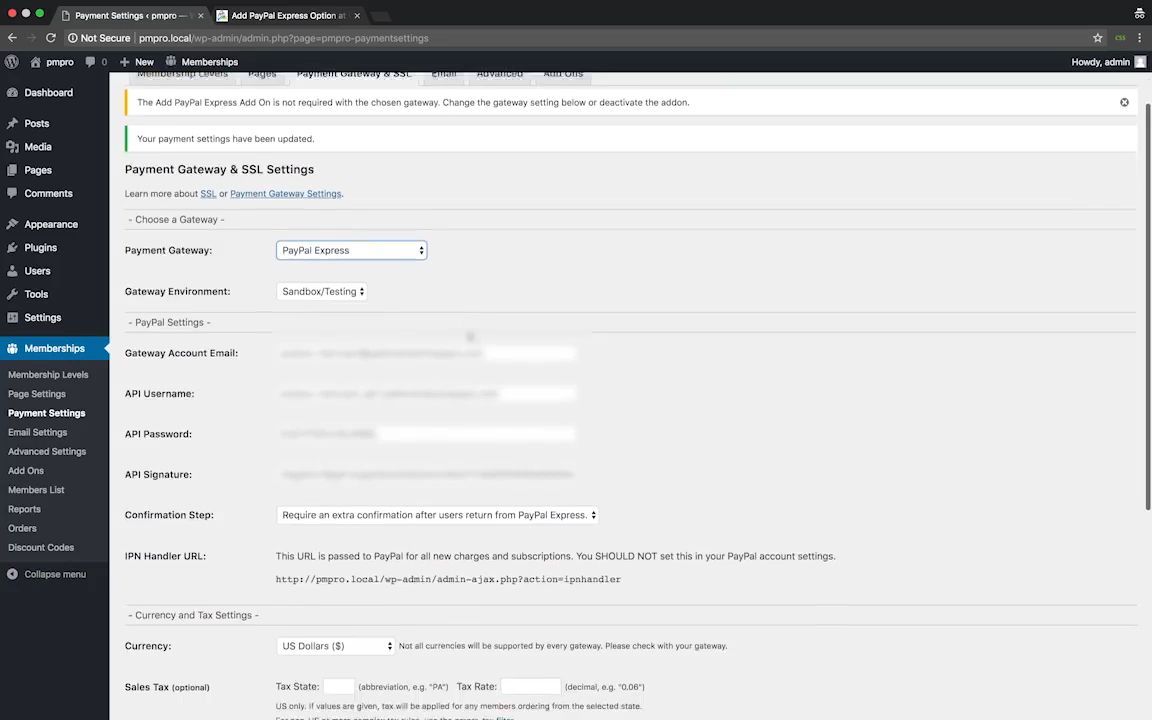 Payment Settings ‹ pmpro —
Add PayPal Express Option at
Not Secure
pmpro.local/wp-admin/admin.php?page=pmpro-paymentsettings
css
pmpro
0
New
Memberships
Howdy, admin
Dashboard
Posts
Media
Pages
Comments
Appearance
Plugins
Users
Tools
Settings
Memberships
Membership Levels
Page Settings
Payment Settings
Email Settings
Advanced Settings
Add Ons
Members List
Reports
Orders
Discount Codes
Collapse menu
Membership Levels
Pages
Payment Gateway & SSL
Email
Advanced
Add Ons
The Add PayPal Express Add On is not required with the chosen gateway. Change the gateway setting below or deactivate the addon.
Your payment settings have been updated.
Payment Gateway & SSL Settings
Learn more about SSL or Payment Gateway Settings.
- Choose a Gateway -
Payment Gateway: PayPal Express
Gateway Environment: Sandbox/Testing
- PayPal Settings -
Gateway Account Email:
API Username:
API Password:
API Signature:
Confirmation Step: Require an extra confirmation after users return from PayPal Express.
IPN Handler URL: This URL is passed to PayPal for all new charges and subscriptions. You SHOULD NOT set this in your PayPal account settings.
http://pmpro.local/wp-admin/admin-ajax.php?action=ipnhandler
- Currency and Tax Settings -
Currency: US Dollars ($) Not all currencies will be supported by every gateway. Please check with your gateway.
Sales Tax (optional) Tax State: (abbreviation, e.g. "PA") Tax Rate: (decimal, e.g. "0.06")
US only. If values are given, tax will be applied for any members ordering from the selected state.